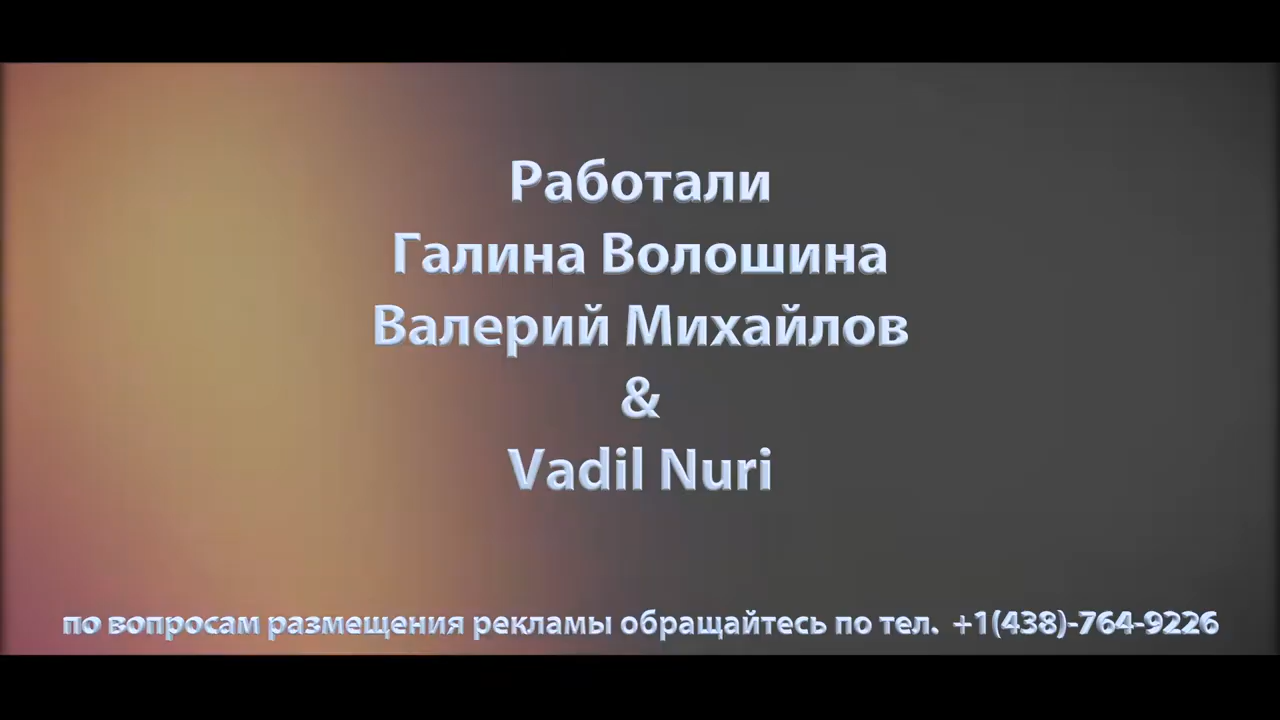 Работали
Галина Волошина
Валерий Михайлов
&
Vadil Nuri
по вопросам размещения рекламы обращайтесь по тел. +1(438)-764-9226